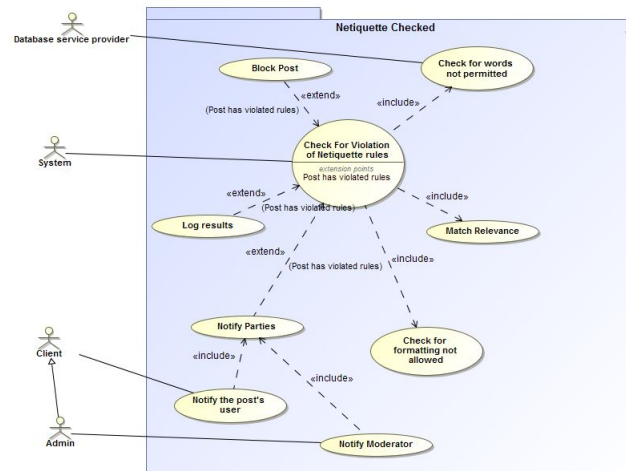 Netiquette Checked
Database service provider
Block Post
Check for words
not permitted
«extend»
«include»
(Post has violated rules)
Check For Violation
of Netiquette rules
extension points
Post has violated rules
System
«extend»
(Post has violated rules)
«include»
Log results
Match Relevance
«extend»
(Post has violated rules)
«include»
Notify Parties
Check for
formatting not
allowed
Client
«include»
«include»
Notify the post's
user
Admin
Notify Moderator